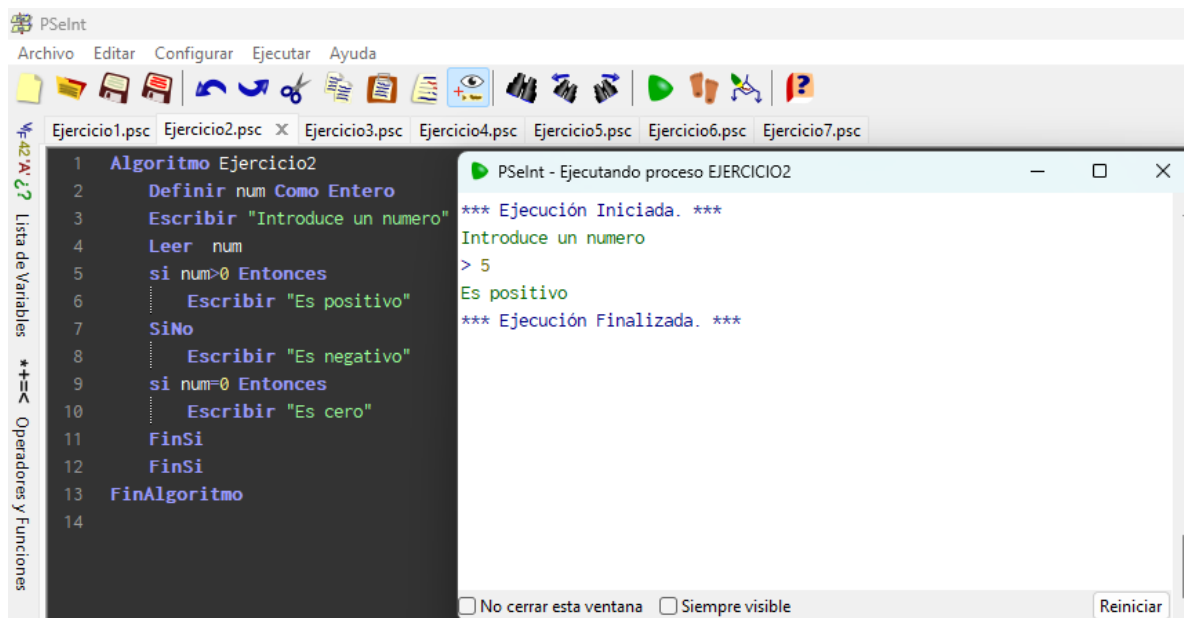 PSeInt
Archivo Editar Configurar Ejecutar Ayuda
Ejercicio1.psc Ejercicio2.psc X Ejercicio3.psc Ejercicio4.psc Ejercicio5.psc Ejercicio6.psc Ejercicio7.psc
*+=< Operadores y Funciones
42 'A' ¿? Lista de Variables
1 Algoritmo Ejercicio2
2 Definir num Como Entero
3 Escribir "Introduce un numero"
4 Leer num
5 si num>0 Entonces
6 Escribir "Es positivo"
7 SiNo
8 Escribir "Es negativo"
9 si num=0 Entonces
10 Escribir "Es cero"
11 FinSi
12 FinSi
13 FinAlgoritmo
14
PSeInt - Ejecutando proceso EJERCICIO2
*** Ejecución Iniciada. ***
Introduce un numero
> 5
Es positivo
*** Ejecución Finalizada. ***
No cerrar esta ventana Siempre visible Reiniciar